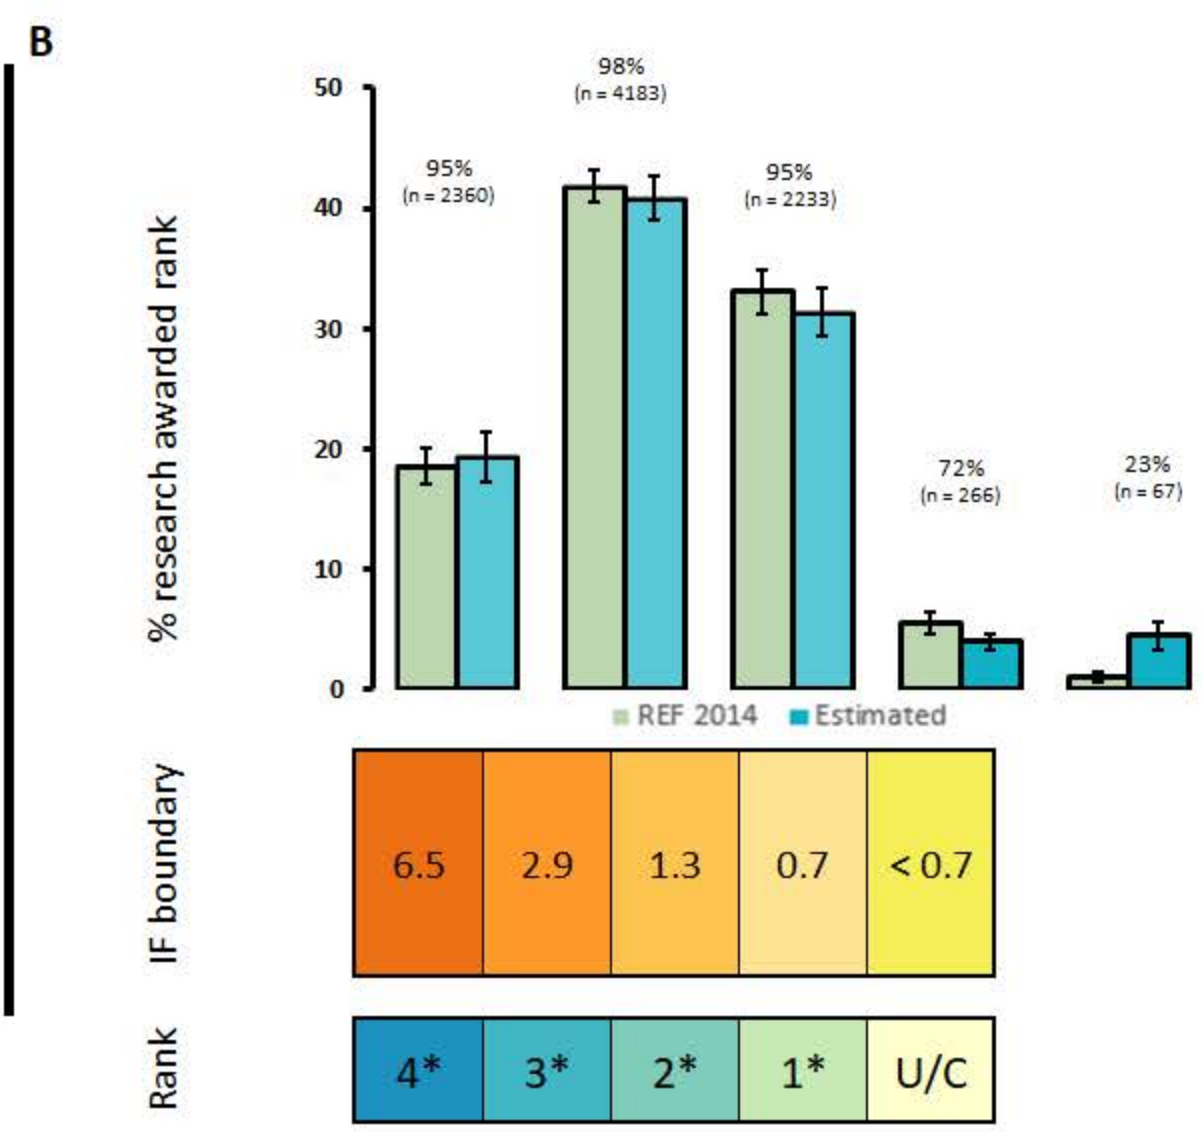 B
98%
(n = 4183)
95%
(n = 2360)
95%
(n = 2233)
72%
(n = 266)
23%
(n = 67)
50
40
30
20
10
0
% research awarded rank
REF 2014 Estimated
IF boundary
6.5 2.9 1.3 0.7 < 0.7
Rank
4* 3* 2* 1* U/C